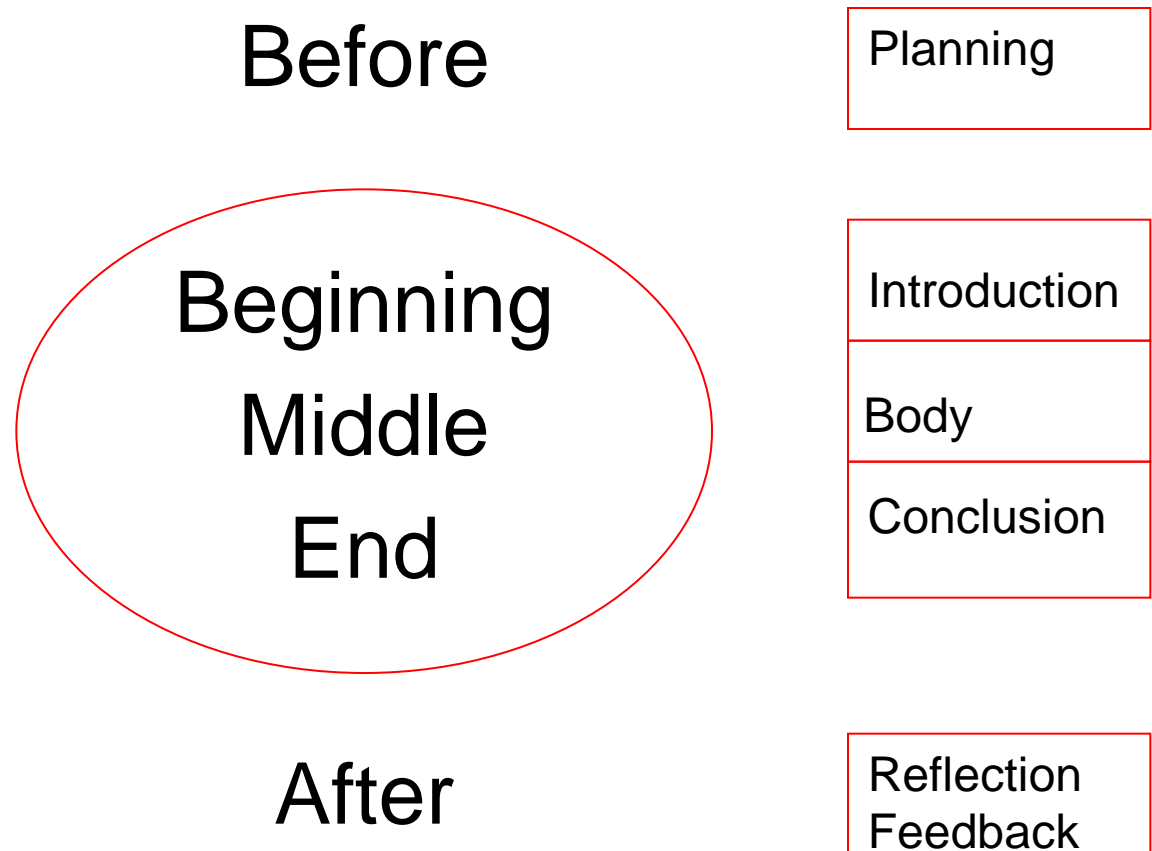 Before
Planning
Beginning
Introduction
Middle
Body
End
Conclusion
After
Reflection
Feedback